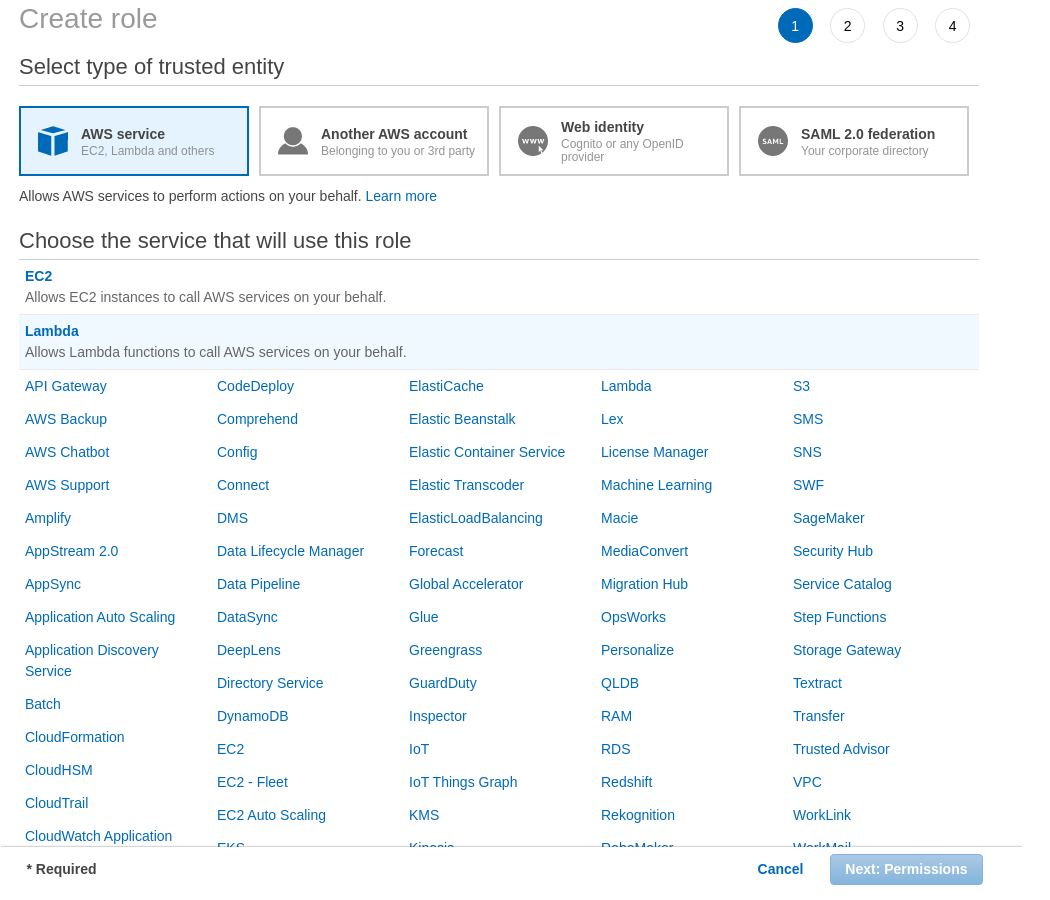 Create role
1 2 3 4
Select type of trusted entity
AWS service
EC2, Lambda and others
Another AWS account
Belonging to you or 3rd party
WWW
Web identity
Cognito or any OpenID
provider
SAML
SAML 2.0 federation
Your corporate directory
Allows AWS services to perform actions on your behalf. Learn more
Choose the service that will use this role
EC2
Allows EC2 instances to call AWS services on your behalf.
Lambda
Allows Lambda functions to call AWS services on your behalf.
API Gateway
AWS Backup
AWS Chatbot
AWS Support
Amplify
AppStream 2.0
AppSync
Application Auto Scaling
Application Discovery
Service
Batch
CloudFormation
CloudHSM
CloudTrail
CloudWatch Application
CodeDeploy
Comprehend
Config
Connect
DMS
Data Lifecycle Manager
Data Pipeline
DataSync
DeepLens
Directory Service
DynamoDB
EC2
EC2 - Fleet
EC2 Auto Scaling
EKS
ElastiCache
Elastic Beanstalk
Elastic Container Service
Elastic Transcoder
ElasticLoadBalancing
Forecast
Global Accelerator
Glue
Greengrass
GuardDuty
Inspector
IoT
IoT Things Graph
KMS
Kinesis
Lambda
Lex
License Manager
Machine Learning
Macie
MediaConvert
Migration Hub
OpsWorks
Personalize
QLDB
RAM
RDS
Redshift
Rekognition
RoboMaker
S3
SMS
SNS
SWF
SageMaker
Security Hub
Service Catalog
Step Functions
Storage Gateway
Textract
Transfer
Trusted Advisor
VPC
WorkLink
WorkMail
* Required
Cancel
Next: Permissions